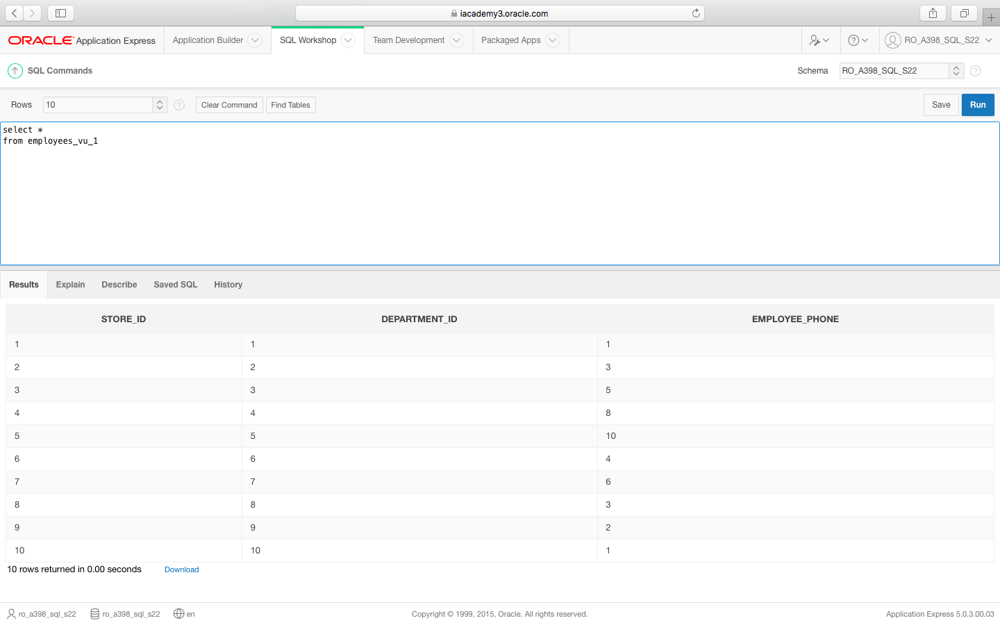 iacademy3.oracle.com
ORACLE Application Express Application Builder SQL Workshop Team Development Packaged Apps RO_A398_SQL_S22
SQL Commands Schema RO_A398_SQL_S22
Rows 10 Clear Command Find Tables Save Run
select *
from employees_vu_1
Results Explain Describe Saved SQL History
STORE_ID DEPARTMENT_ID EMPLOYEE_PHONE
1 1 1
2 2 3
3 3 5
4 4 8
5 5 10
6 6 4
7 7 6
8 8 3
9 9 2
10 10 1
10 rows returned in 0.00 seconds Download
ro_a398_sql_s22 ro_a398_sql_s22 en Copyright © 1999, 2015, Oracle. All rights reserved. Application Express 5.0.3.00.03